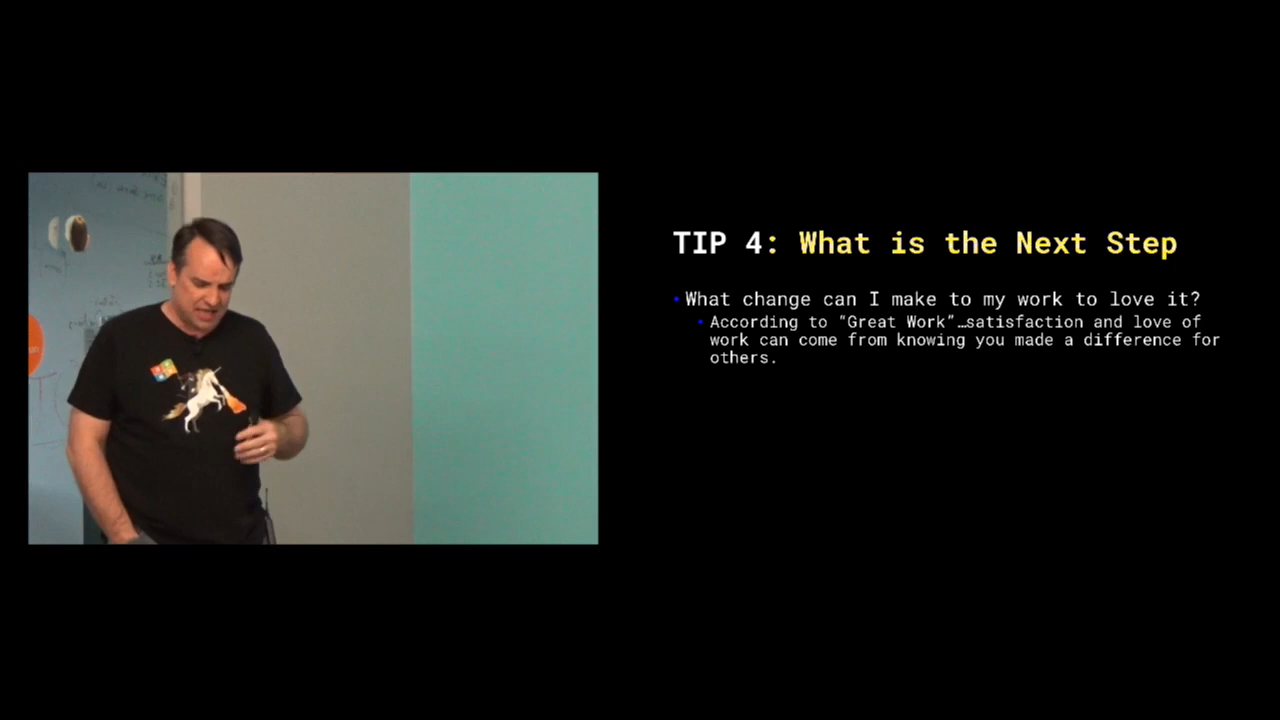 TIP 4: What is the Next Step
•What change can I make to my work to love it?
•According to “Great Work”…satisfaction and love of
work can come from knowing you made a difference for
others.